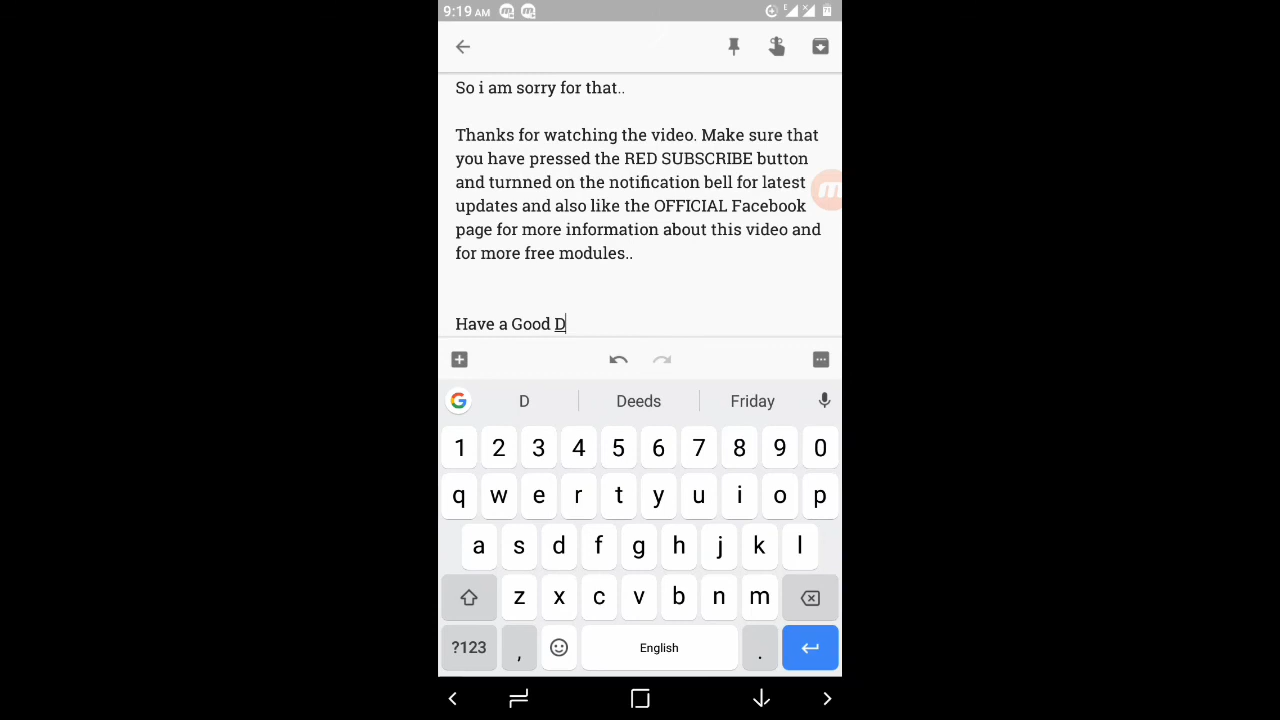 9:19 AM
So i am sorry for that..
Thanks for watching the video. Make sure that
you have pressed the RED SUBSCRIBE button
and turnned on the notification bell for latest
updates and also like the OFFICIAL Facebook
page for more information about this video and
for more free modules..
Have a Good D
D Deeds Friday
1 2 3 4 5 6 7 8 9 0
q w e r t y u i o p
a s d f g h j k l
z x c v b n m
?123 , English .